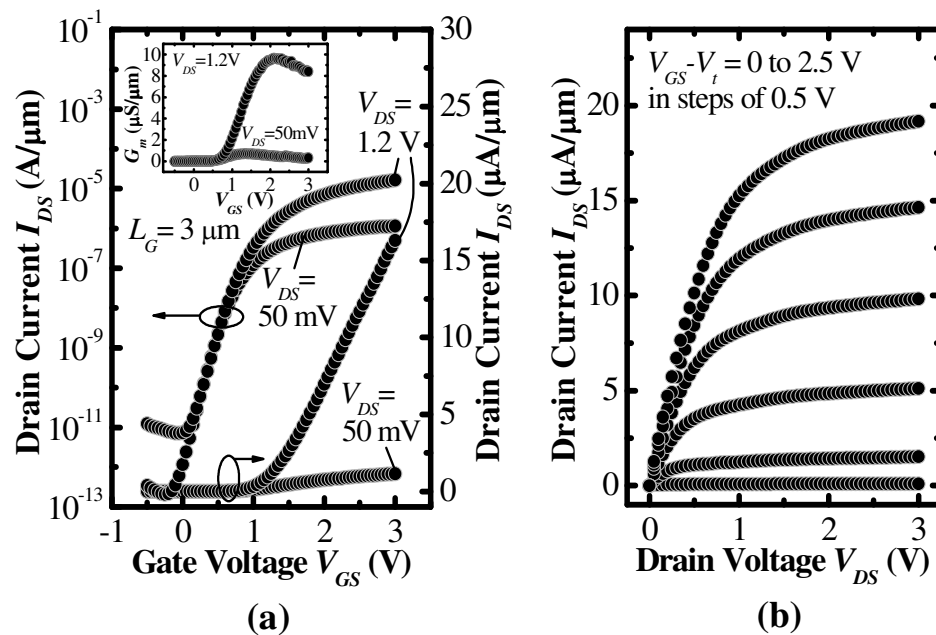 10⁻¹
10⁻³
10⁻⁵
10⁻⁷
10⁻⁹
10⁻¹¹
10⁻¹³
Drain Current I_DS (A/μm)
10
8
6
4
2
0
G_m (μS/μm)
V_DS=1.2V
V_DS=50mV
0 1 2 3
V_GS (V)
V_DS=
1.2 V
L_G= 3 μm
V_DS=
50 mV
V_DS=
50 mV
30
25
20
15
10
5
0
Drain Current I_DS (μA/μm)
-1 0 1 2 3
Gate Voltage V_GS (V)
(a)
V_GS-V_t = 0 to 2.5 V
in steps of 0.5 V
20
15
10
5
0
Drain Current I_DS (μA/μm)
0 1 2 3
Drain Voltage V_DS (V)
(b)